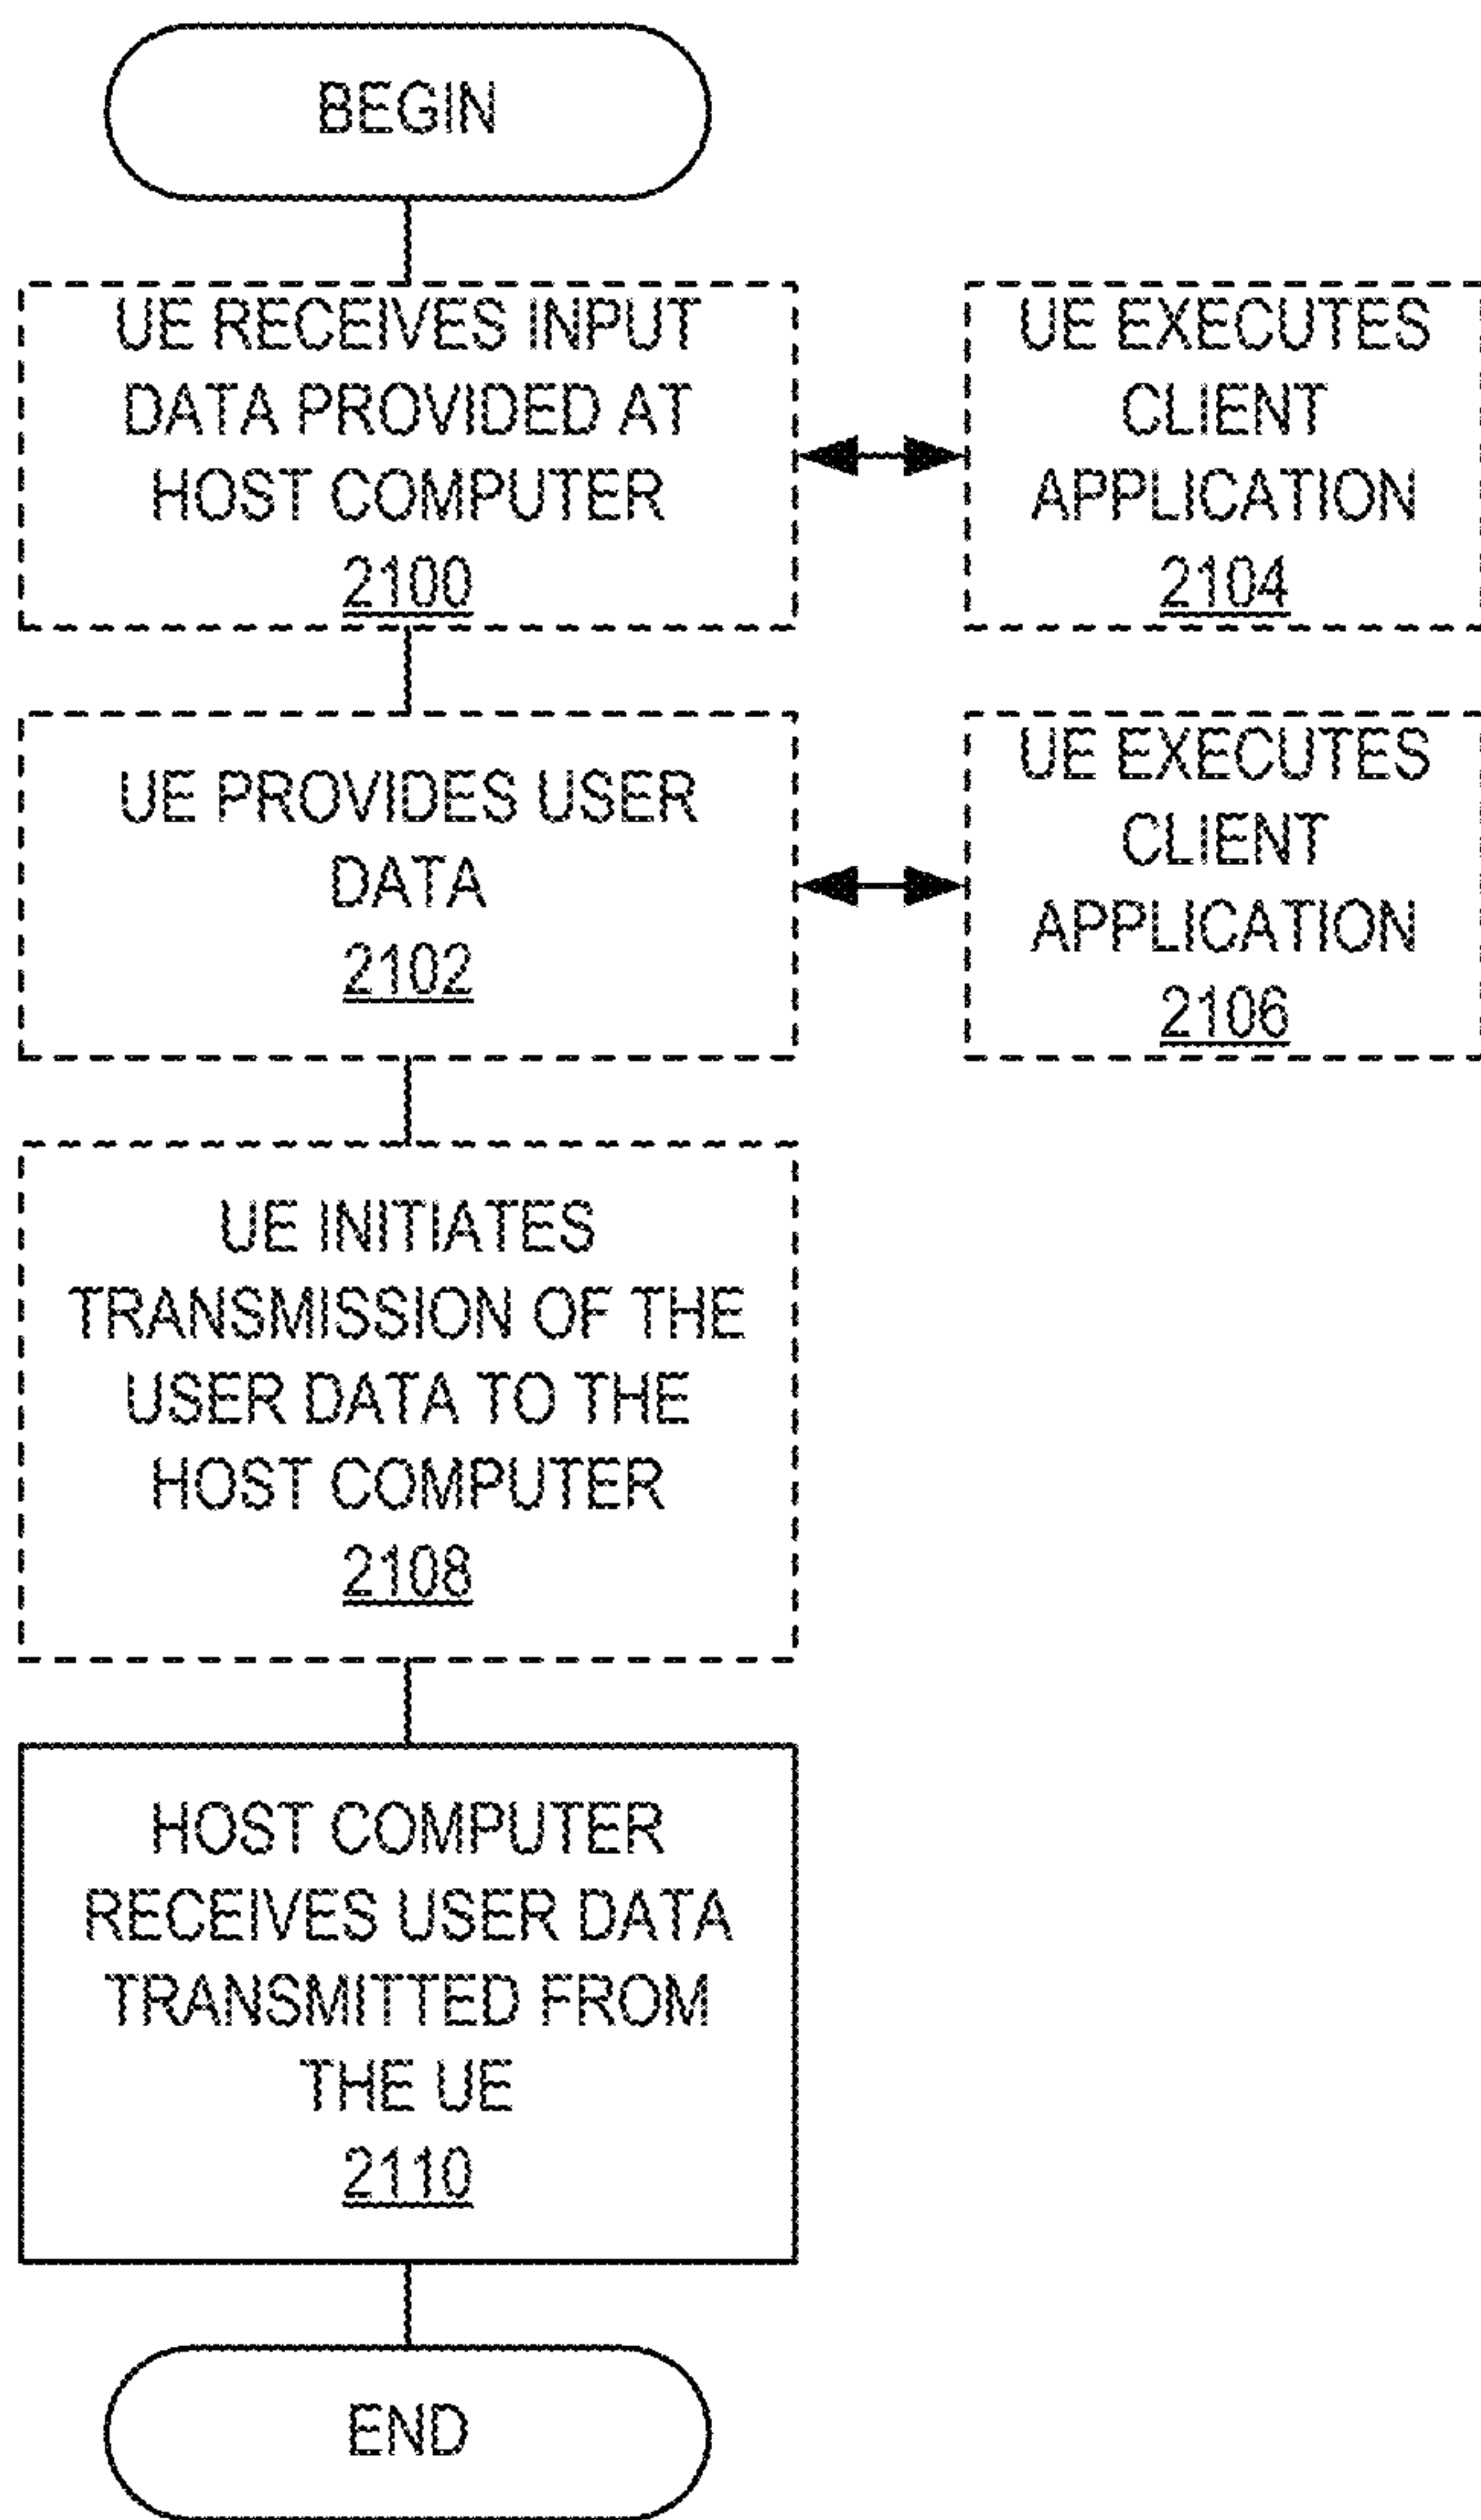 BEGIN
UE RECEIVES INPUT
DATA PROVIDED AT
HOST COMPUTER
2100
UE EXECUTES
CLIENT
APPLICATION
2104
UE PROVIDES USER
DATA
2102
UE EXECUTES
CLIENT
APPLICATION
2106
UE INITIATES
TRANSMISSION OF THE
USER DATA TO THE
HOST COMPUTER
2108
HOST COMPUTER
RECEIVES USER DATA
TRANSMITTED FROM
THE UE
2110
END